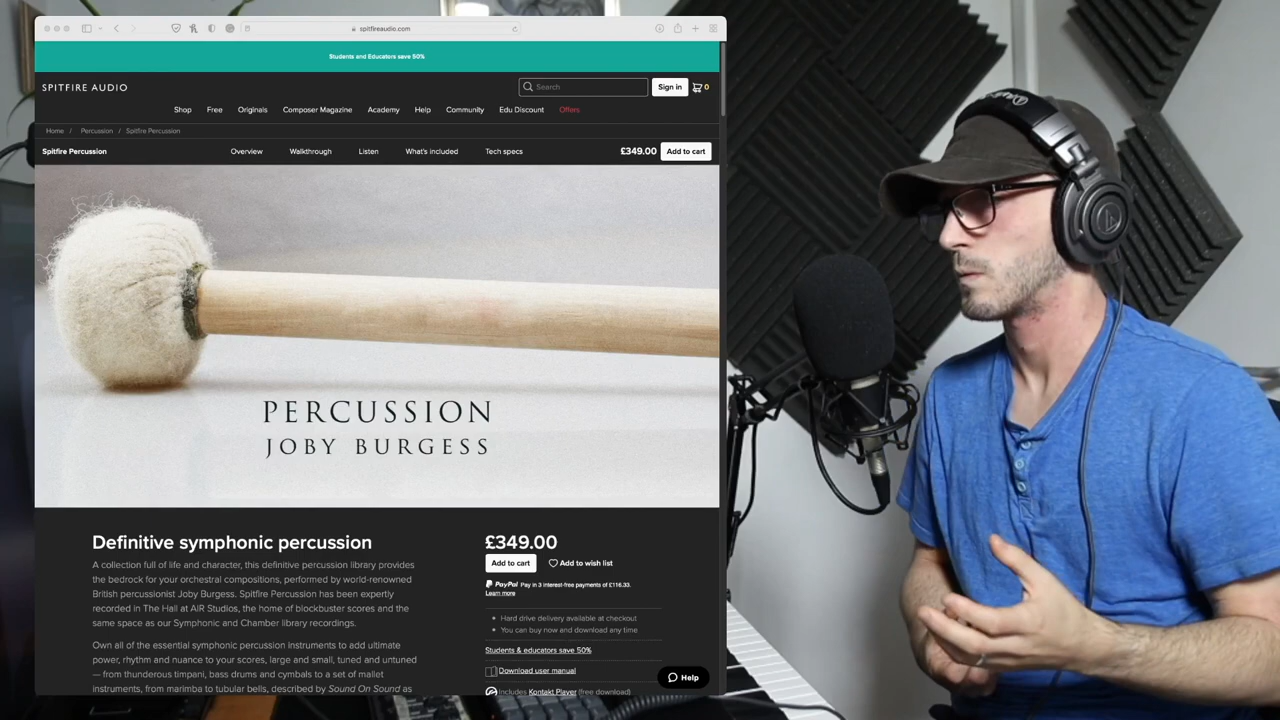 spitfireaudio.com
Students and Educators save 50%
SPITFIRE AUDIO
Search
Sign in
0
Shop Free Originals Composer Magazine Academy Help Community Edu Discount Offers
Home / Percussion / Spitfire Percussion
Spitfire Percussion Overview Walkthrough Listen What's included Tech specs £349.00 Add to cart
PERCUSSION
JOBY BURGESS
Definitive symphonic percussion
A collection full of life and character, this definitive percussion library provides
the bedrock for your orchestral compositions, performed by world-renowned
British percussionist Joby Burgess. Spitfire Percussion has been expertly
recorded in The Hall at AIR Studios, the home of blockbuster scores and the
same space as our Symphonic and Chamber library recordings.
Own all of the essential symphonic percussion instruments to add ultimate
power, rhythm and nuance to your scores, large and small, tuned and untuned
— from thunderous timpani, bass drums and cymbals to a set of mallet
instruments, from marimba to tubular bells, described by Sound On Sound as
£349.00
Add to cart Add to wish list
PayPal Pay in 3 interest-free payments of £116.33.
Learn more
Hard drive delivery available at checkout
You can buy now and download any time
Students & educators save 50%
Download user manual
Includes Kontakt Player (free download)
Help